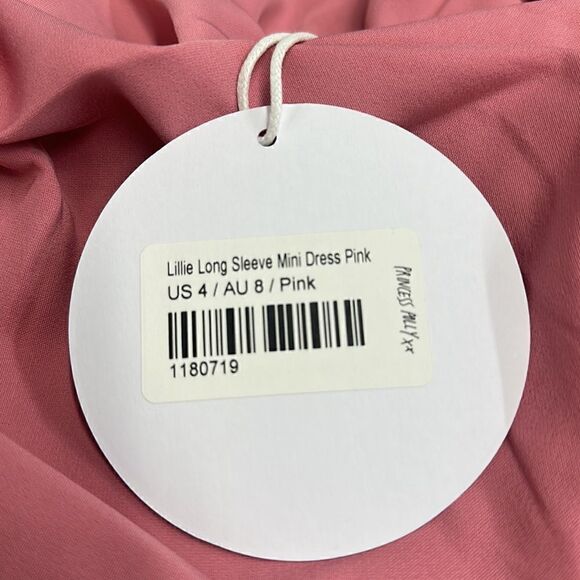 Lillie Long Sleeve Mini Dress Pink
US 4 / AU 8 / Pink
1180719
PRINCESS POLLY xx